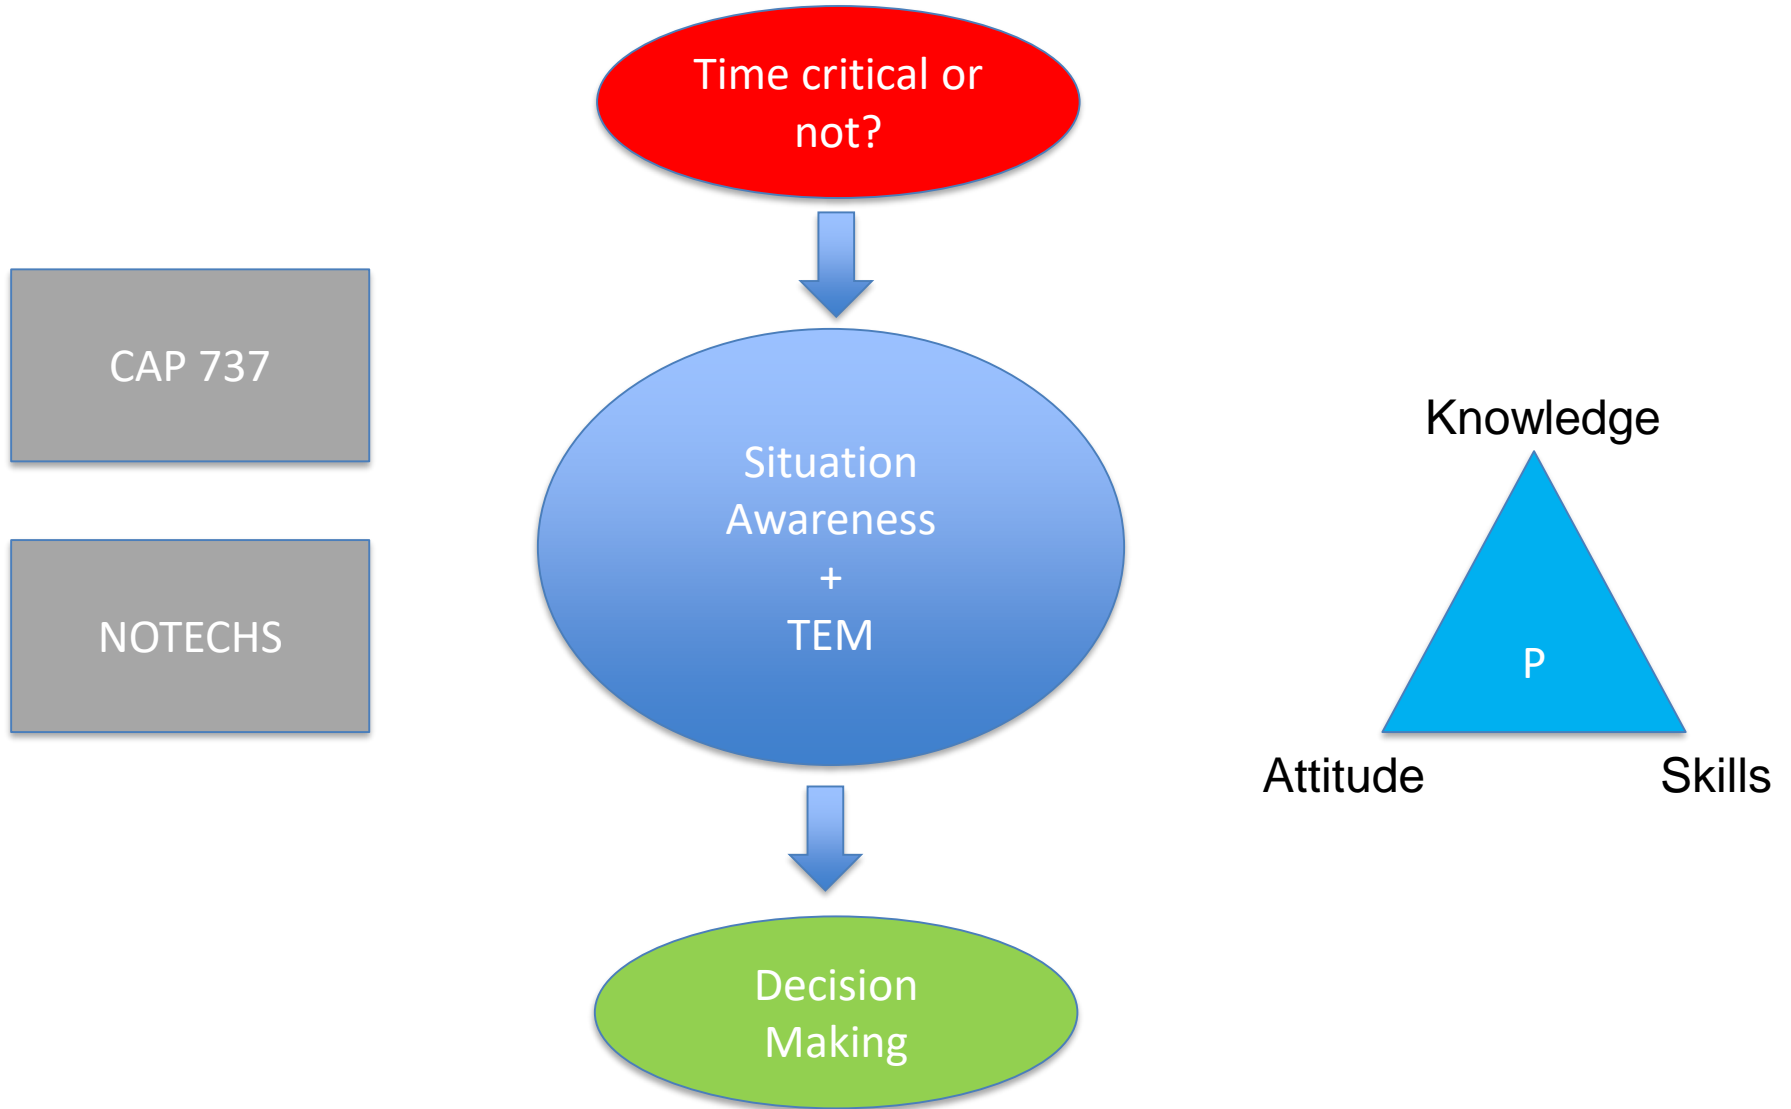 Time critical or
not?
CAP 737
NOTECHS
Situation
Awareness
+
TEM
Knowledge
P
Attitude
Skills
Decision
Making